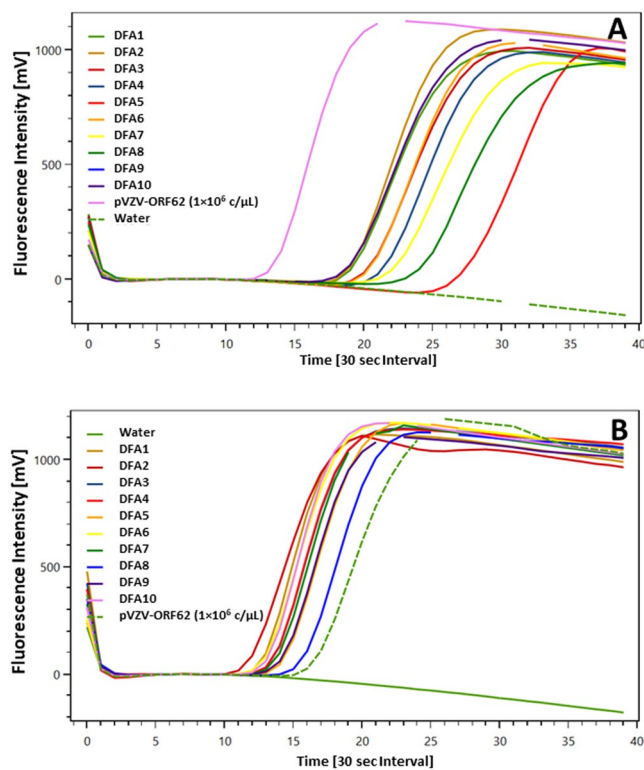 A
1000
500
0
Fluorescence Intensity [mV]
DFA1
DFA2
DFA3
DFA4
DFA5
DFA6
DFA7
DFA8
DFA9
DFA10
pVZV-ORF62 (1×10⁶ c/µL)
Water
0 5 10 15 20 25 30 35 40
Time [30 sec Interval]
B
1000
500
0
Fluorescence Intensity [mV]
Water
DFA1
DFA2
DFA3
DFA4
DFA5
DFA6
DFA7
DFA8
DFA9
DFA10
pVZV-ORF62 (1×10⁶ c/µL)
0 5 10 15 20 25 30 35 40
Time [30 sec Interval]